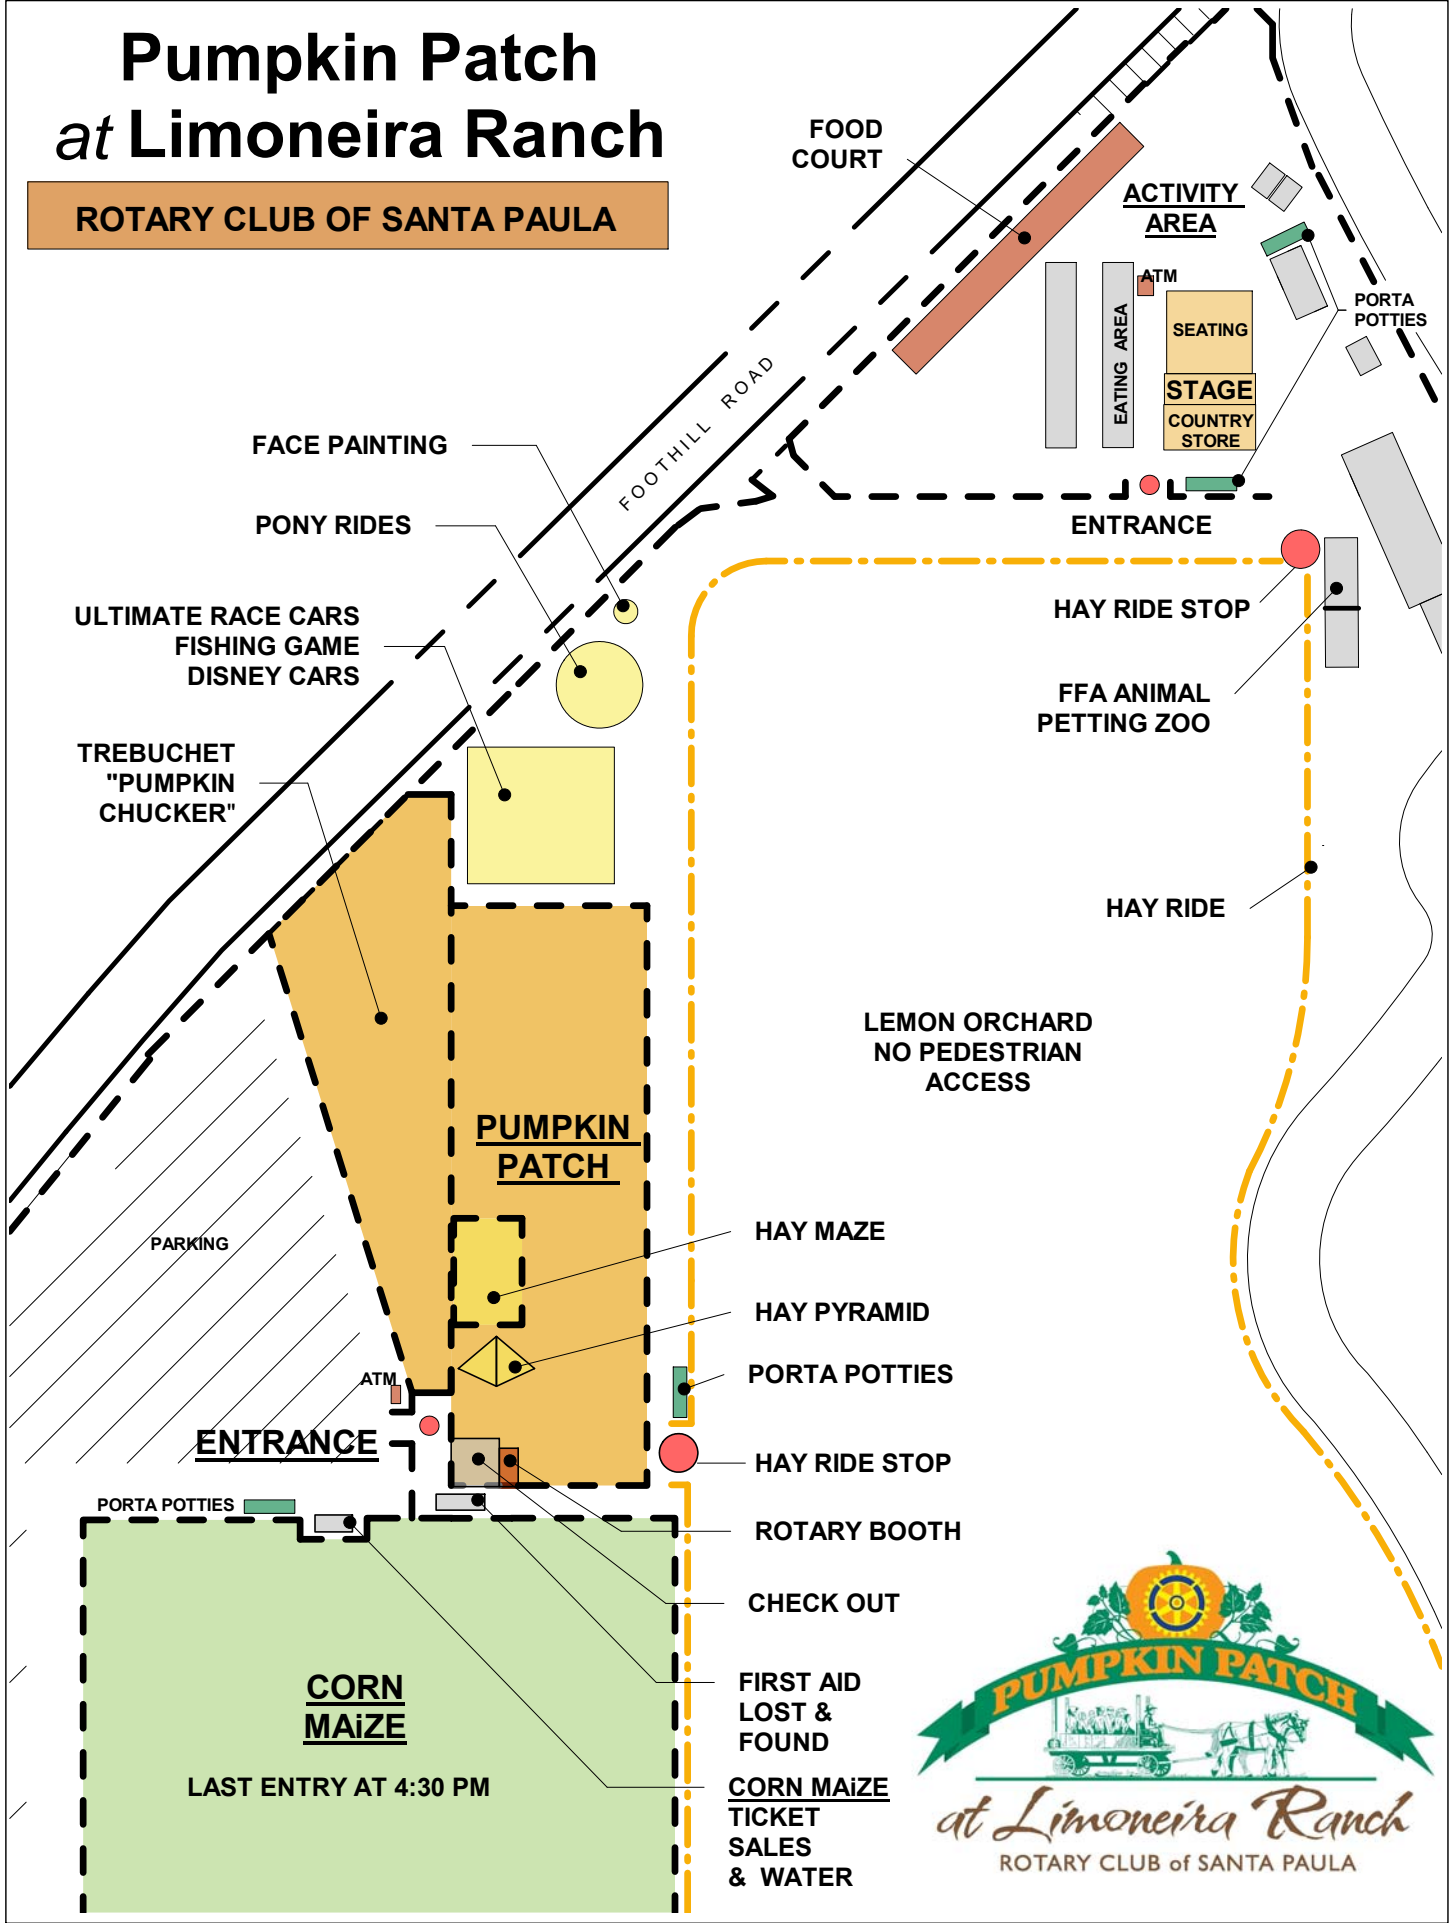 Pumpkin Patch
at Limoneira Ranch
ROTARY CLUB OF SANTA PAULA
FOOD
COURT
ACTIVITY
AREA
ATM
SEATING
STAGE
COUNTRY
STORE
EATING AREA
PORTA
POTTIES
FOOTHILL ROAD
ENTRANCE
FACE PAINTING
PONY RIDES
ULTIMATE RACE CARS
FISHING GAME
DISNEY CARS
TREBUCHET
"PUMPKIN
CHUCKER"
HAY RIDE STOP
FFA ANIMAL
PETTING ZOO
HAY RIDE
LEMON ORCHARD
NO PEDESTRIAN
ACCESS
PUMPKIN
PATCH
PARKING
HAY MAZE
HAY PYRAMID
PORTA POTTIES
ATM
ENTRANCE
HAY RIDE STOP
PORTA POTTIES
ROTARY BOOTH
CHECK OUT
FIRST AID
LOST &
FOUND
CORN MAiZE
TICKET
SALES
& WATER
CORN
MAiZE
LAST ENTRY AT 4:30 PM
PUMPKIN PATCH
at Limoneira Ranch
ROTARY CLUB of SANTA PAULA